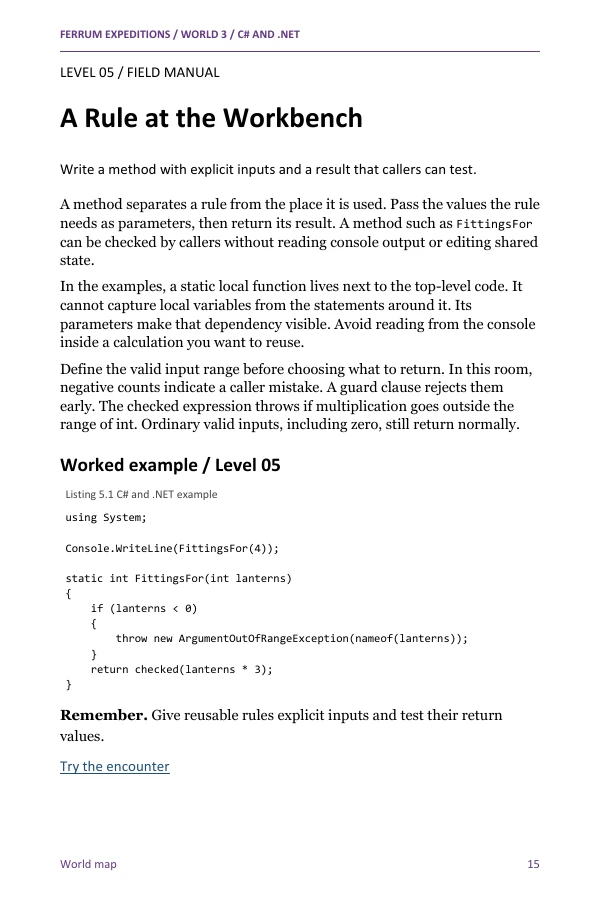 FERRUM EXPEDITIONS / WORLD 3 / C# AND .NET
LEVEL 05 / FIELD MANUAL
A Rule at the Workbench
Write a method with explicit inputs and a result that callers can test.
A method separates a rule from the place it is used. Pass the values the rule
needs as parameters, then return its result. A method such as FittingsFor
can be checked by callers without reading console output or editing shared
state.
In the examples, a static local function lives next to the top-level code. It
cannot capture local variables from the statements around it. Its
parameters make that dependency visible. Avoid reading from the console
inside a calculation you want to reuse.
Define the valid input range before choosing what to return. In this room,
negative counts indicate a caller mistake. A guard clause rejects them
early. The checked expression throws if multiplication goes outside the
range of int. Ordinary valid inputs, including zero, still return normally.
Worked example / Level 05
Listing 5.1 C# and .NET example
using System;
Console.WriteLine(FittingsFor(4));
static int FittingsFor(int lanterns)
{
    if (lanterns < 0)
    {
        throw new ArgumentOutOfRangeException(nameof(lanterns));
    }
    return checked(lanterns * 3);
}
Remember. Give reusable rules explicit inputs and test their return
values.
Try the encounter
World map
15